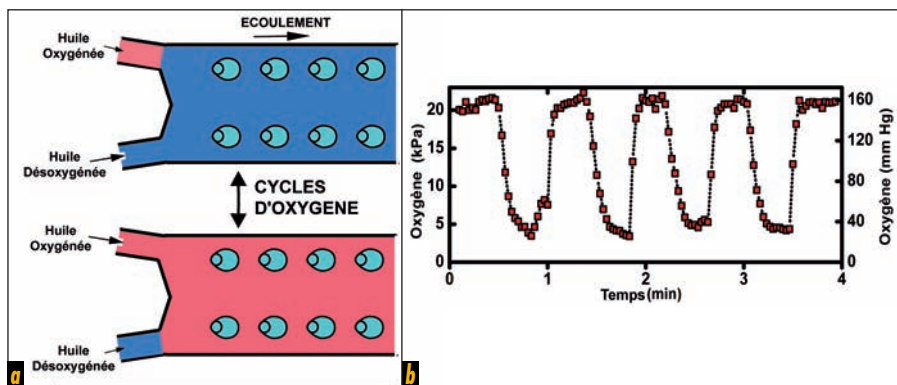 Huile
Oxygénée
ECOULEMENT
Huile
Désoxygénée
CYCLES
D'OXYGENE
Huile
Oxygénée
Huile
Désoxygénée
a
b
Oxygène (kPa)
20
15
10
5
0
0
1
2
3
4
Temps (min)
160
120
80
40
0
Oxygène (mm Hg)